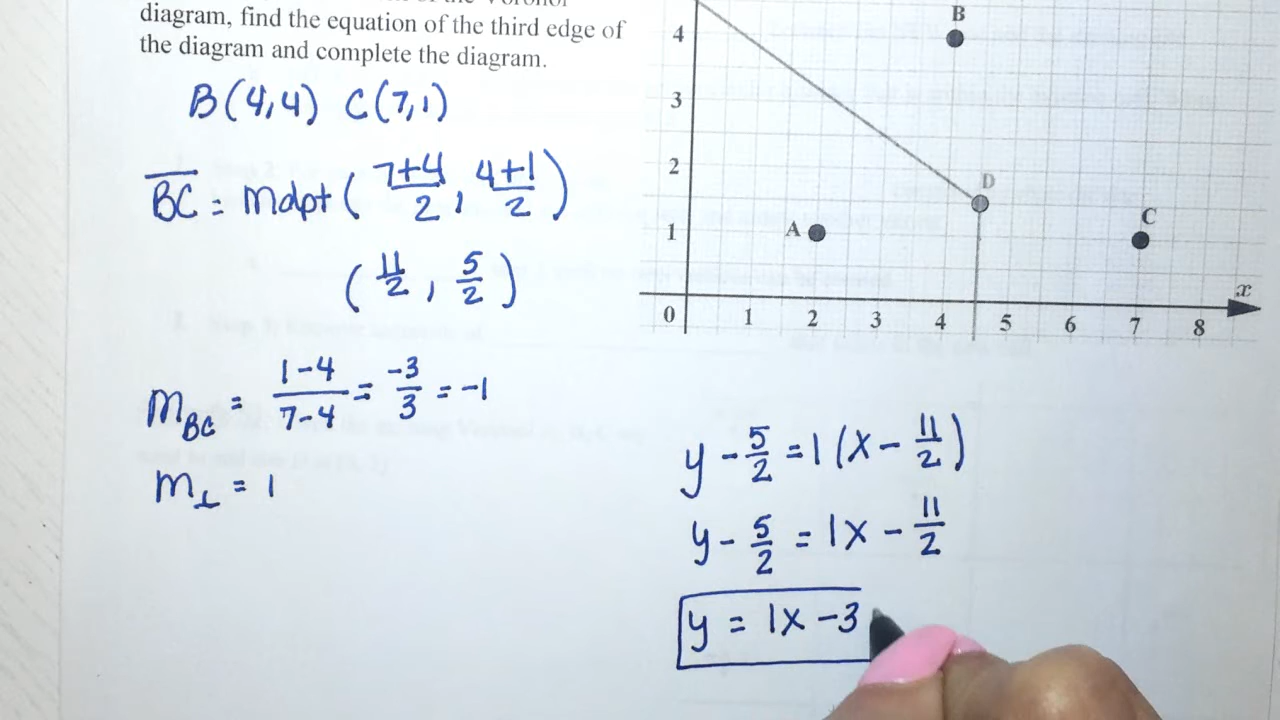 diagram, find the equation of the third edge of
the diagram and complete the diagram.
B(4,4) C(7,1)
BC = mdpt ( 7+4/2 , 4+1/2 )
( 11/2 , 5/2 )
m BC = 1-4/7-4 = -3/3 = -1
m⊥ = 1
4
3
2
1
0
1 2 3 4 5 6 7 8
x
A
B
C
D
y - 5/2 = 1(x - 11/2)
y - 5/2 = 1x - 11/2
y = 1x - 3